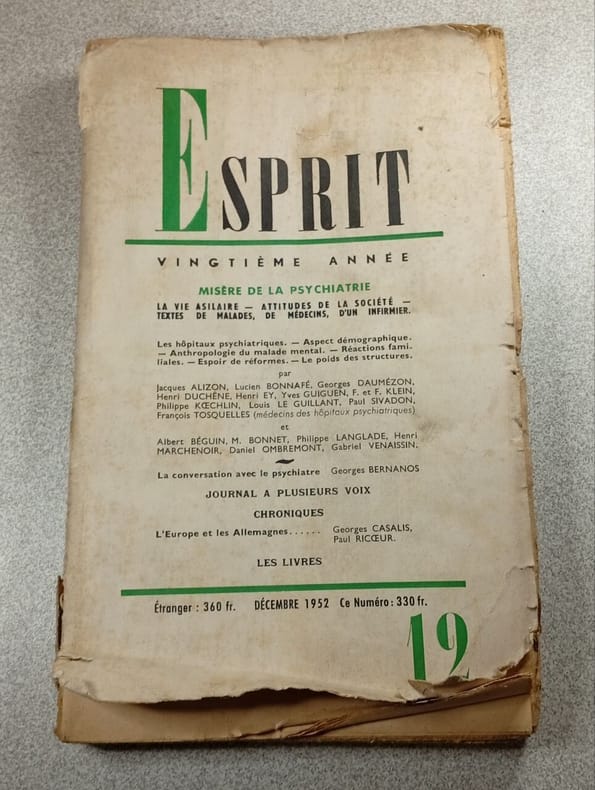 ESPRIT
VINGTIÈME ANNÉE
MISÈRE DE LA PSYCHIATRIE
LA VIE ASILAIRE — ATTITUDES DE LA SOCIÉTÉ —
TEXTES DE MALADES, DE MÉDECINS, D'UN INFIRMIER.
Les hôpitaux psychiatriques. — Aspect démographique.
— Anthropologie du malade mental. — Réactions fami-
liales. — Espoir de réformes. — Le poids des structures.
par
Jacques ALIZON, Lucien BONNAFÉ, Georges DAUMÉZON,
Henri DUCHÊNE, Henri EY, Yves GUIGUEN, F. et F. KLEIN,
Philippe KŒCHLIN, Louis LE GUILLANT, Paul SIVADON,
François TOSQUELLES (médecins des hôpitaux psychiatriques)
et
Albert BÉGUIN, M. BONNET, Philippe LANGLADE, Henri
MARCHENOIR, Daniel OMBREMONT, Gabriel VENAISSIN.
La conversation avec le psychiatre Georges BERNANOS
JOURNAL A PLUSIEURS VOIX
CHRONIQUES
L'Europe et les Allemagnes...... Georges CASALIS,
Paul RICŒUR.
LES LIVRES
Étranger : 360 fr. DÉCEMBRE 1952 Ce Numéro : 330 fr.
12